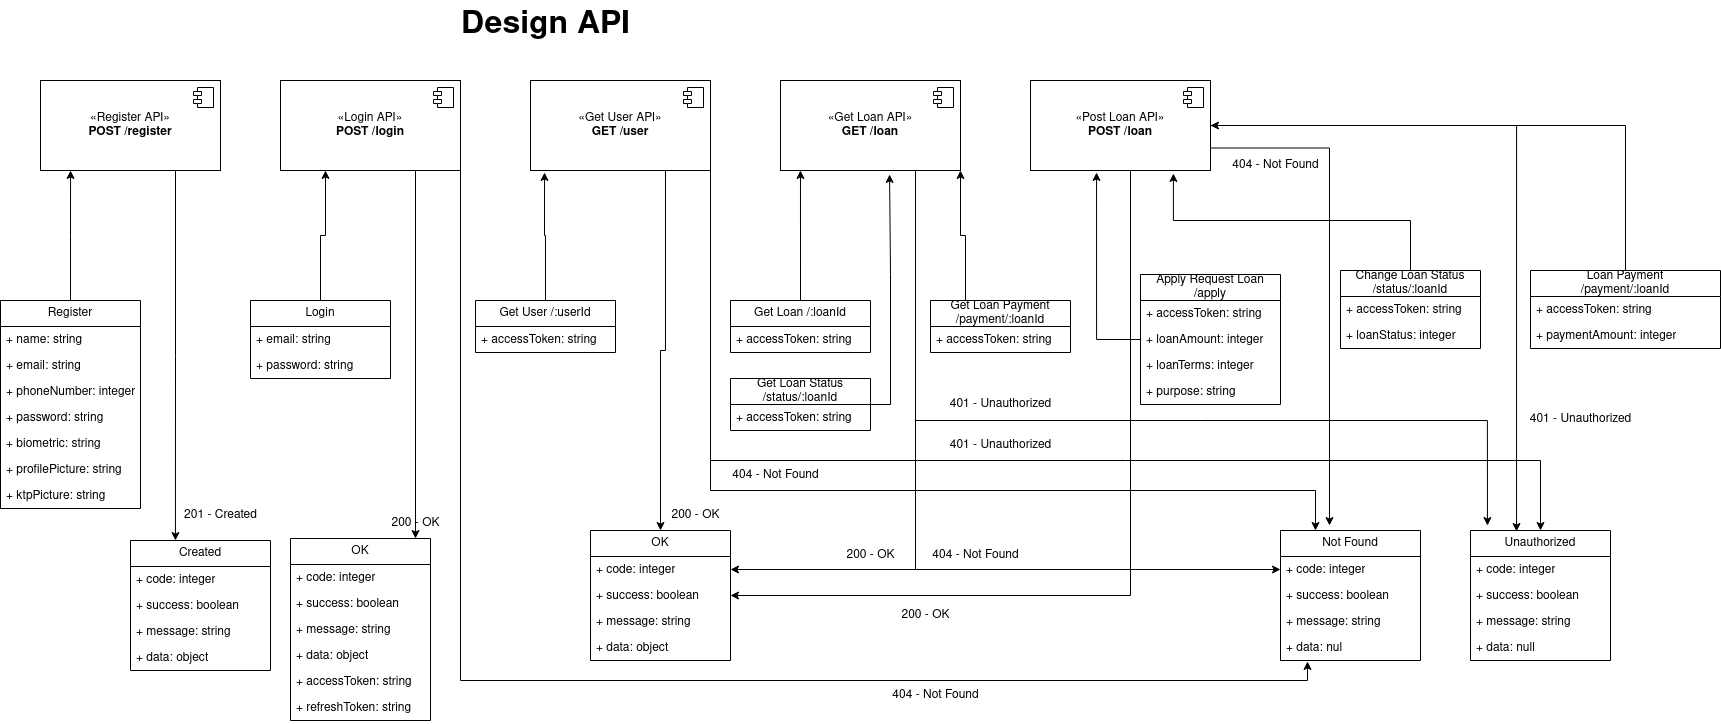 Design API
«Register API»
POST /register
«Login API»
POST /login
«Get User API»
GET /user
«Get Loan API»
GET /loan
«Post Loan API»
POST /loan
404 - Not Found
Register
+ name: string
+ email: string
+ phoneNumber: integer
+ password: string
+ biometric: string
+ profilePicture: string
+ ktpPicture: string
Login
+ email: string
+ password: string
Get User /:userId
+ accessToken: string
Get Loan /:loanId
+ accessToken: string
Get Loan Status
/status/:loanId
+ accessToken: string
Get Loan Payment
/payment/:loanId
+ accessToken: string
Apply Request Loan
/apply
+ accessToken: string
+ loanAmount: integer
+ loanTerms: integer
+ purpose: string
Change Loan Status
/status/:loanId
+ accessToken: string
+ loanStatus: integer
Loan Payment
/payment/:loanId
+ accessToken: string
+ paymentAmount: integer
401 - Unauthorized
401 - Unauthorized
401 - Unauthorized
404 - Not Found
201 - Created
200 - OK
200 - OK
Created
+ code: integer
+ success: boolean
+ message: string
+ data: object
OK
+ code: integer
+ success: boolean
+ message: string
+ data: object
+ accessToken: string
+ refreshToken: string
OK
+ code: integer
+ success: boolean
+ message: string
+ data: object
200 - OK
404 - Not Found
200 - OK
Not Found
+ code: integer
+ success: boolean
+ message: string
+ data: nul
Unauthorized
+ code: integer
+ success: boolean
+ message: string
+ data: null
404 - Not Found